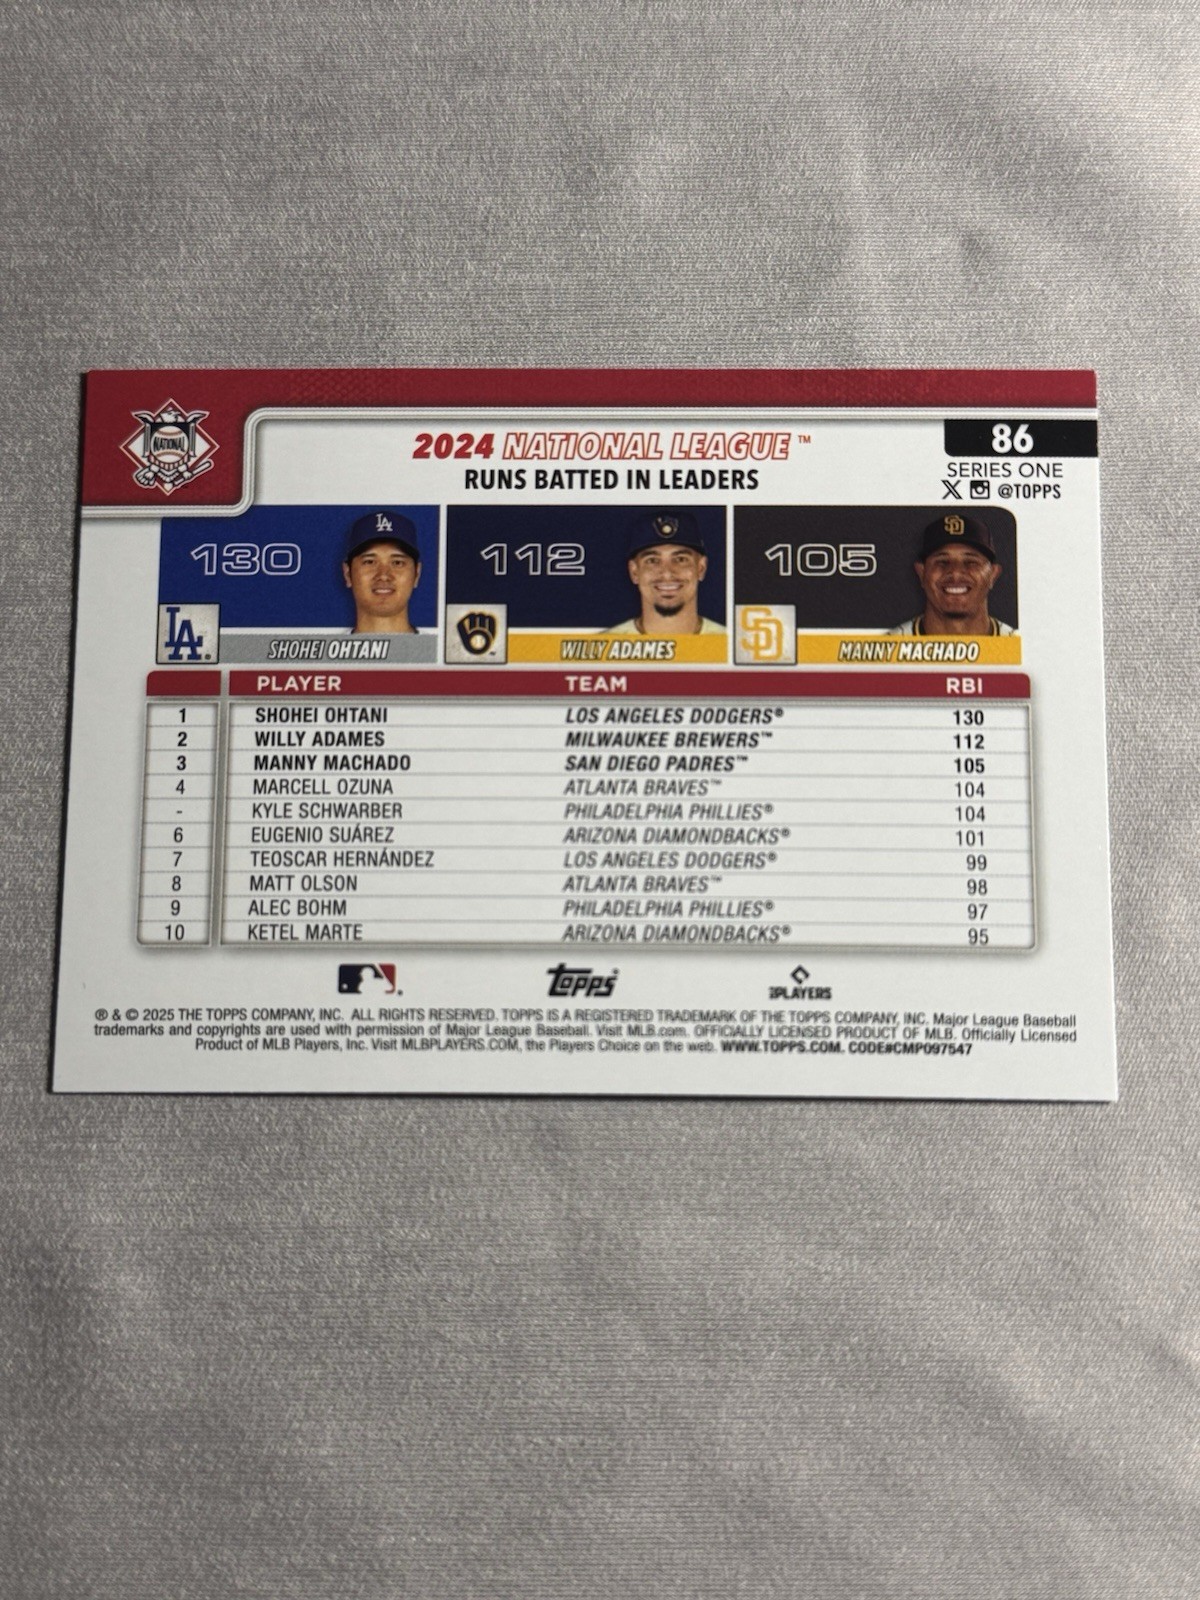 NATIONAL
2024 NATIONAL LEAGUE™
RUNS BATTED IN LEADERS
86
SERIES ONE
@TOPPS
130
LA
SHOHEI OHTANI
112
WILLY ADAMES
105
SD
MANNY MACHADO
PLAYER TEAM RBI
1 SHOHEI OHTANI LOS ANGELES DODGERS® 130
2 WILLY ADAMES MILWAUKEE BREWERS™ 112
3 MANNY MACHADO SAN DIEGO PADRES™ 105
4 MARCELL OZUNA ATLANTA BRAVES™ 104
- KYLE SCHWARBER PHILADELPHIA PHILLIES® 104
6 EUGENIO SUÁREZ ARIZONA DIAMONDBACKS® 101
7 TEOSCAR HERNÁNDEZ LOS ANGELES DODGERS® 99
8 MATT OLSON ATLANTA BRAVES™ 98
9 ALEC BOHM PHILADELPHIA PHILLIES® 97
10 KETEL MARTE ARIZONA DIAMONDBACKS® 95
Topps
PLAYERS
® & © 2025 THE TOPPS COMPANY, INC. ALL RIGHTS RESERVED. TOPPS IS A REGISTERED TRADEMARK OF THE TOPPS COMPANY, INC. Major League Baseball
trademarks and copyrights are used with permission of Major League Baseball. Visit MLB.com. OFFICIALLY LICENSED PRODUCT OF MLB. Officially Licensed
Product of MLB Players, Inc. Visit MLBPLAYERS.COM, the Players Choice on the web. WWW.TOPPS.COM. CODE#CMP097547